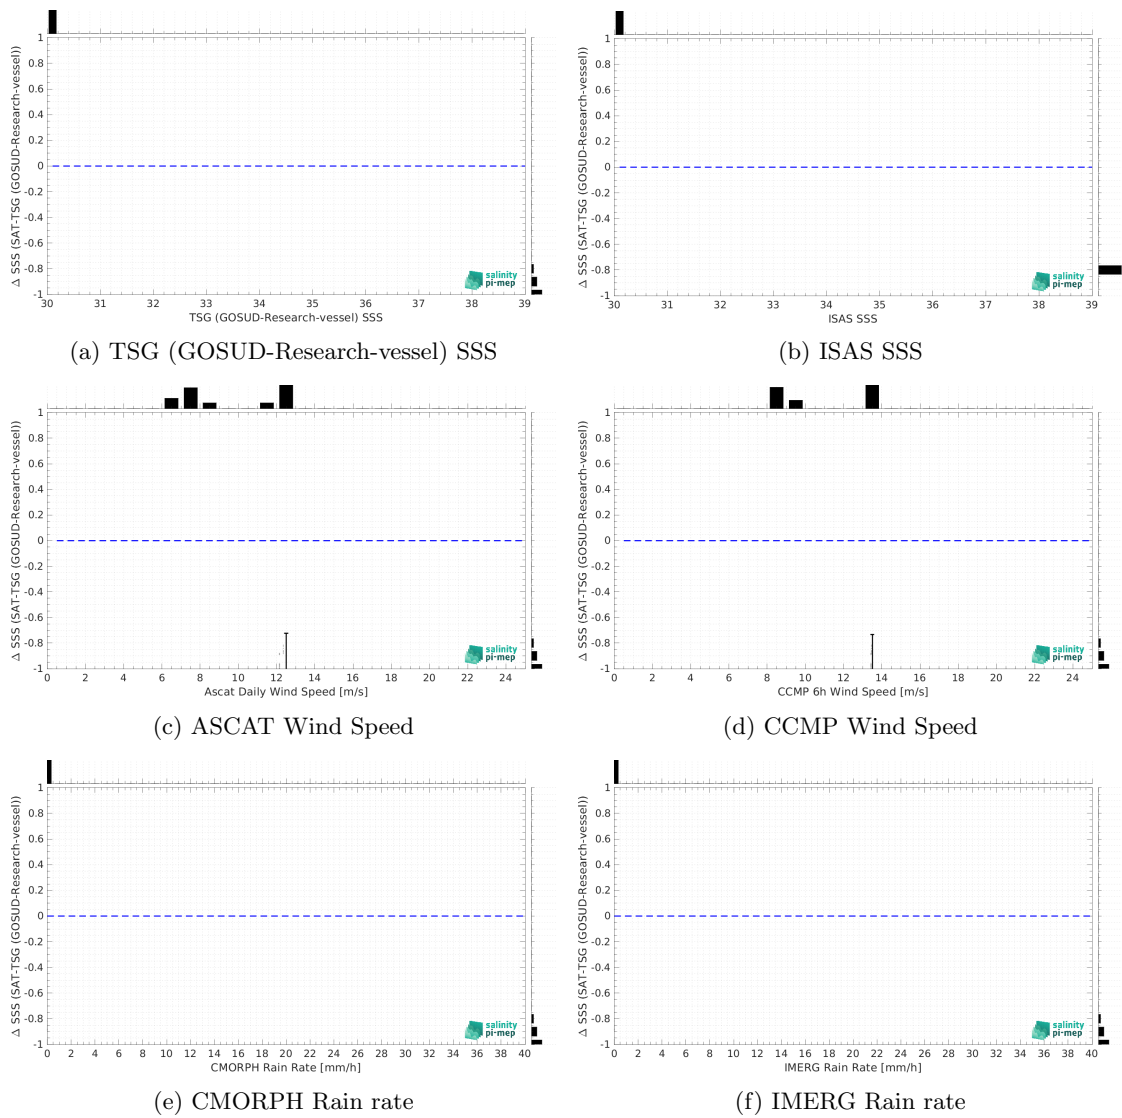 1
0.8
0.6
0.4
0.2
0
-0.2
-0.4
-0.6
-0.8
-1
Δ SSS (SAT-TSG (GOSUD-Research-vessel))
salinity
pi-mep
30 31 32 33 34 35 36 37 38 39
TSG (GOSUD-Research-vessel) SSS
(a) TSG (GOSUD-Research-vessel) SSS
1
0.8
0.6
0.4
0.2
0
-0.2
-0.4
-0.6
-0.8
-1
Δ SSS (SAT-TSG (GOSUD-Research-vessel))
salinity
pi-mep
30 31 32 33 34 35 36 37 38 39
ISAS SSS
(b) ISAS SSS
1
0.8
0.6
0.4
0.2
0
-0.2
-0.4
-0.6
-0.8
-1
Δ SSS (SAT-TSG (GOSUD-Research-vessel))
salinity
pi-mep
0 2 4 6 8 10 12 14 16 18 20 22 24
Ascat Daily Wind Speed [m/s]
(c) ASCAT Wind Speed
1
0.8
0.6
0.4
0.2
0
-0.2
-0.4
-0.6
-0.8
-1
Δ SSS (SAT-TSG (GOSUD-Research-vessel))
salinity
pi-mep
0 2 4 6 8 10 12 14 16 18 20 22 24
CCMP 6h Wind Speed [m/s]
(d) CCMP Wind Speed
1
0.8
0.6
0.4
0.2
0
-0.2
-0.4
-0.6
-0.8
-1
Δ SSS (SAT-TSG (GOSUD-Research-vessel))
salinity
pi-mep
0 2 4 6 8 10 12 14 16 18 20 22 24 26 28 30 32 34 36 38 40
CMORPH Rain Rate [mm/h]
(e) CMORPH Rain rate
1
0.8
0.6
0.4
0.2
0
-0.2
-0.4
-0.6
-0.8
-1
Δ SSS (SAT-TSG (GOSUD-Research-vessel))
salinity
pi-mep
0 2 4 6 8 10 12 14 16 18 20 22 24 26 28 30 32 34 36 38 40
IMERG Rain Rate [mm/h]
(f) IMERG Rain rate